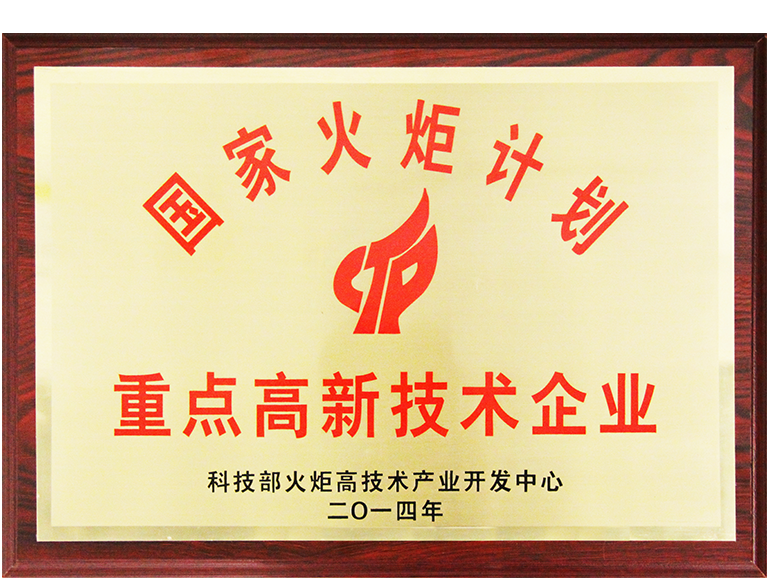 国家火炬计划
CTP
重点高新技术企业
科技部火炬高技术产业开发中心
二〇一四年